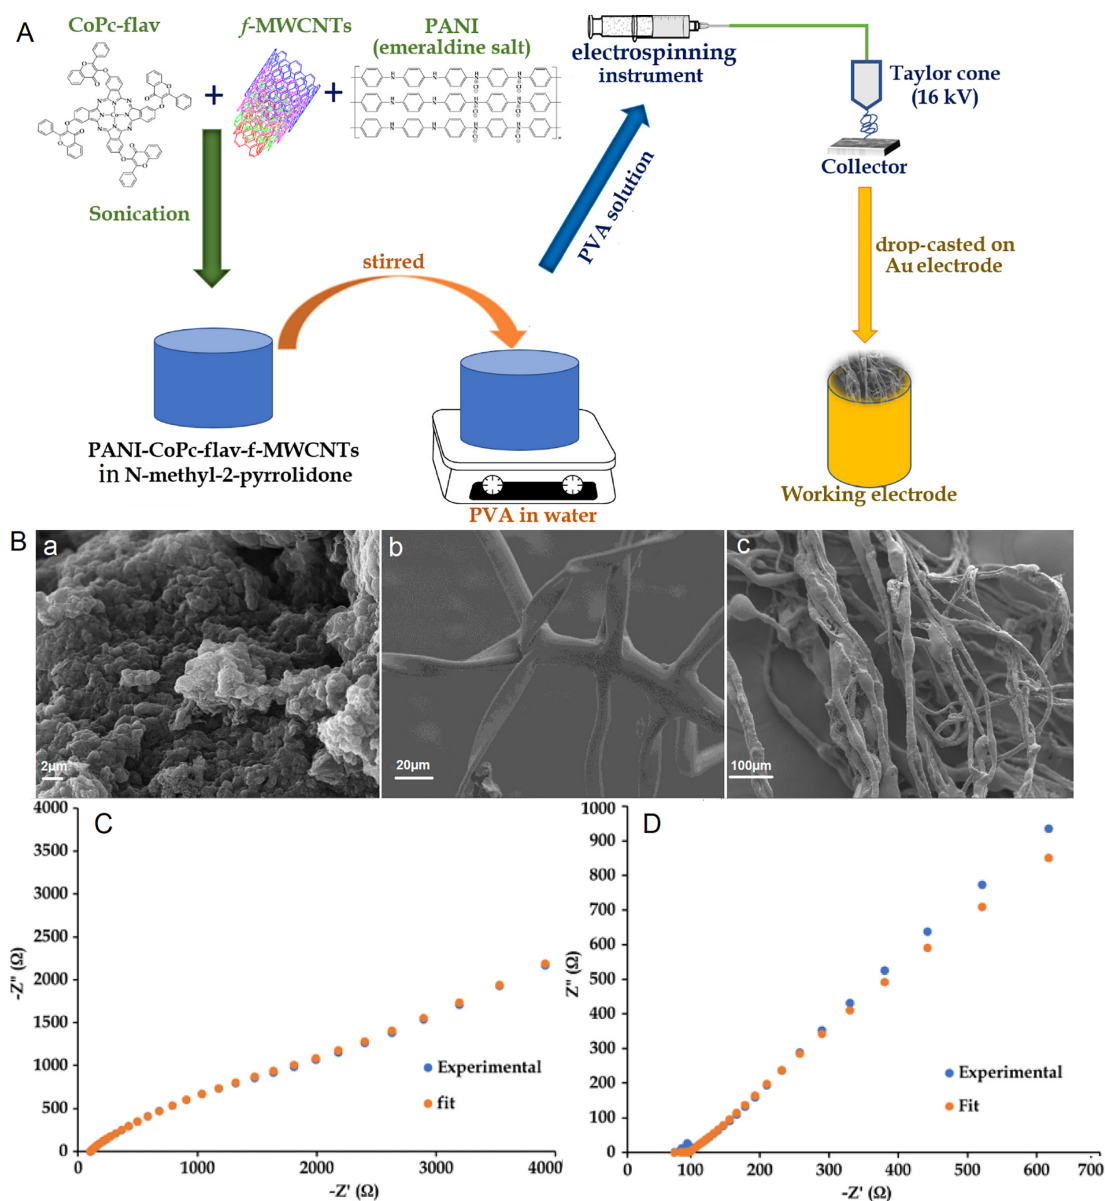 A
CoPc-flav
f-MWCNTs
PANI
(emeraldine salt)
+
+
electrospinning
instrument
Taylor cone
(16 kV)
Collector
Sonication
PVA solution
stirred
drop-casted on
Au electrode
PANI-CoPc-flav-f-MWCNTs
in N-methyl-2-pyrrolidone
PVA in water
Working electrode
B
a
2μm
b
20μm
c
100μm
C
4000
3500
3000
2500
2000
1500
1000
500
0
-Z" (Ω)
Experimental
fit
0
1000
2000
3000
4000
-Z' (Ω)
D
1000
900
800
700
600
500
400
300
200
100
0
Z" (Ω)
Experimental
Fit
0
100
200
300
400
500
600
700
-Z' (Ω)